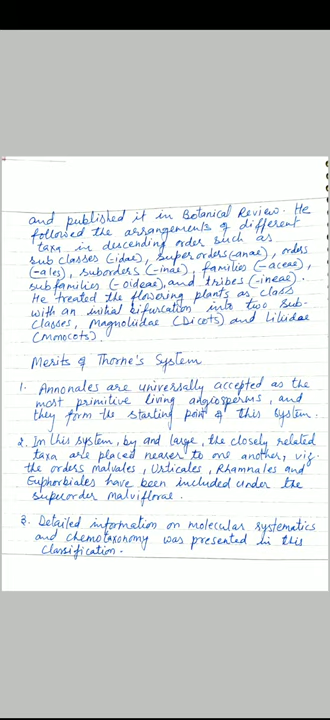 and published it in Botanical Review. He
followed the arrangements of different
taxa in descending order such as
sub classes (-idae), superorders (-anae), orders
(-ales), suborders (-inae), families (-aceae),
subfamilies (-oideae), and tribes (-ineae).
He treated the flowering plants as class
with an initial bifurcation into two Sub-
classes, Magnoliidae (Dicots) and Liliidae
(Monocots).
Merits of Thorne's System
1. Annonales are universally accepted as the
most primitive living angiosperms, and
they form the starting point of this system.
2. In this system, by and large, the closely related
taxa are placed nearer to one another, viz.
the orders Malvales, Urticales, Rhamnales and
Euphorbiales have been included under the
superorder malviflorae.
3. Detailed information on molecular systematics
and chemotaxonomy was presented in this
classification.